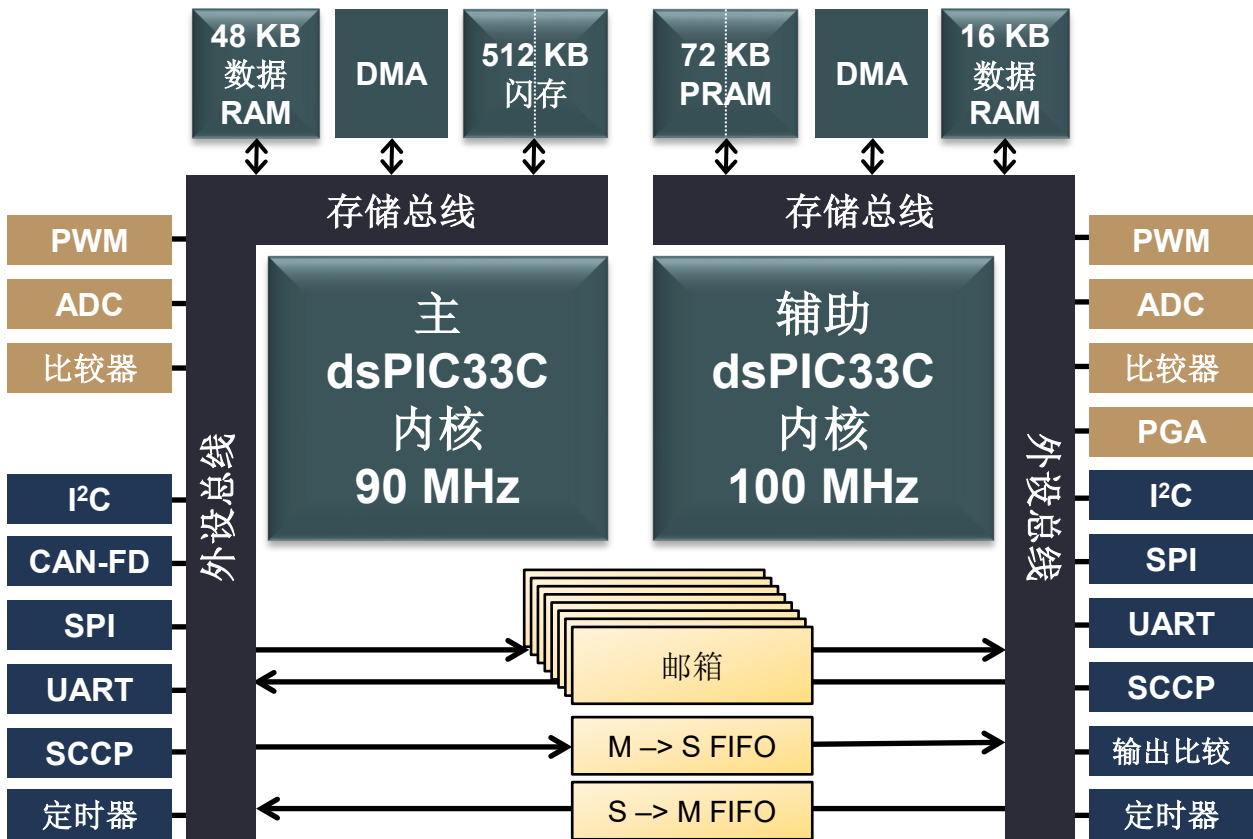 48 KB
数据
RAM
DMA
512 KB
闪存
72 KB
PRAM
DMA
16 KB
数据
RAM
存储总线
存储总线
PWM
ADC
比较器
I²C
CAN-FD
SPI
UART
SCCP
定时器
外设总线
主
dsPIC33C
内核
90 MHz
辅助
dsPIC33C
内核
100 MHz
邮箱
M –> S FIFO
S –> M FIFO
外设总线
PWM
ADC
比较器
PGA
I²C
SPI
UART
SCCP
输出比较
定时器